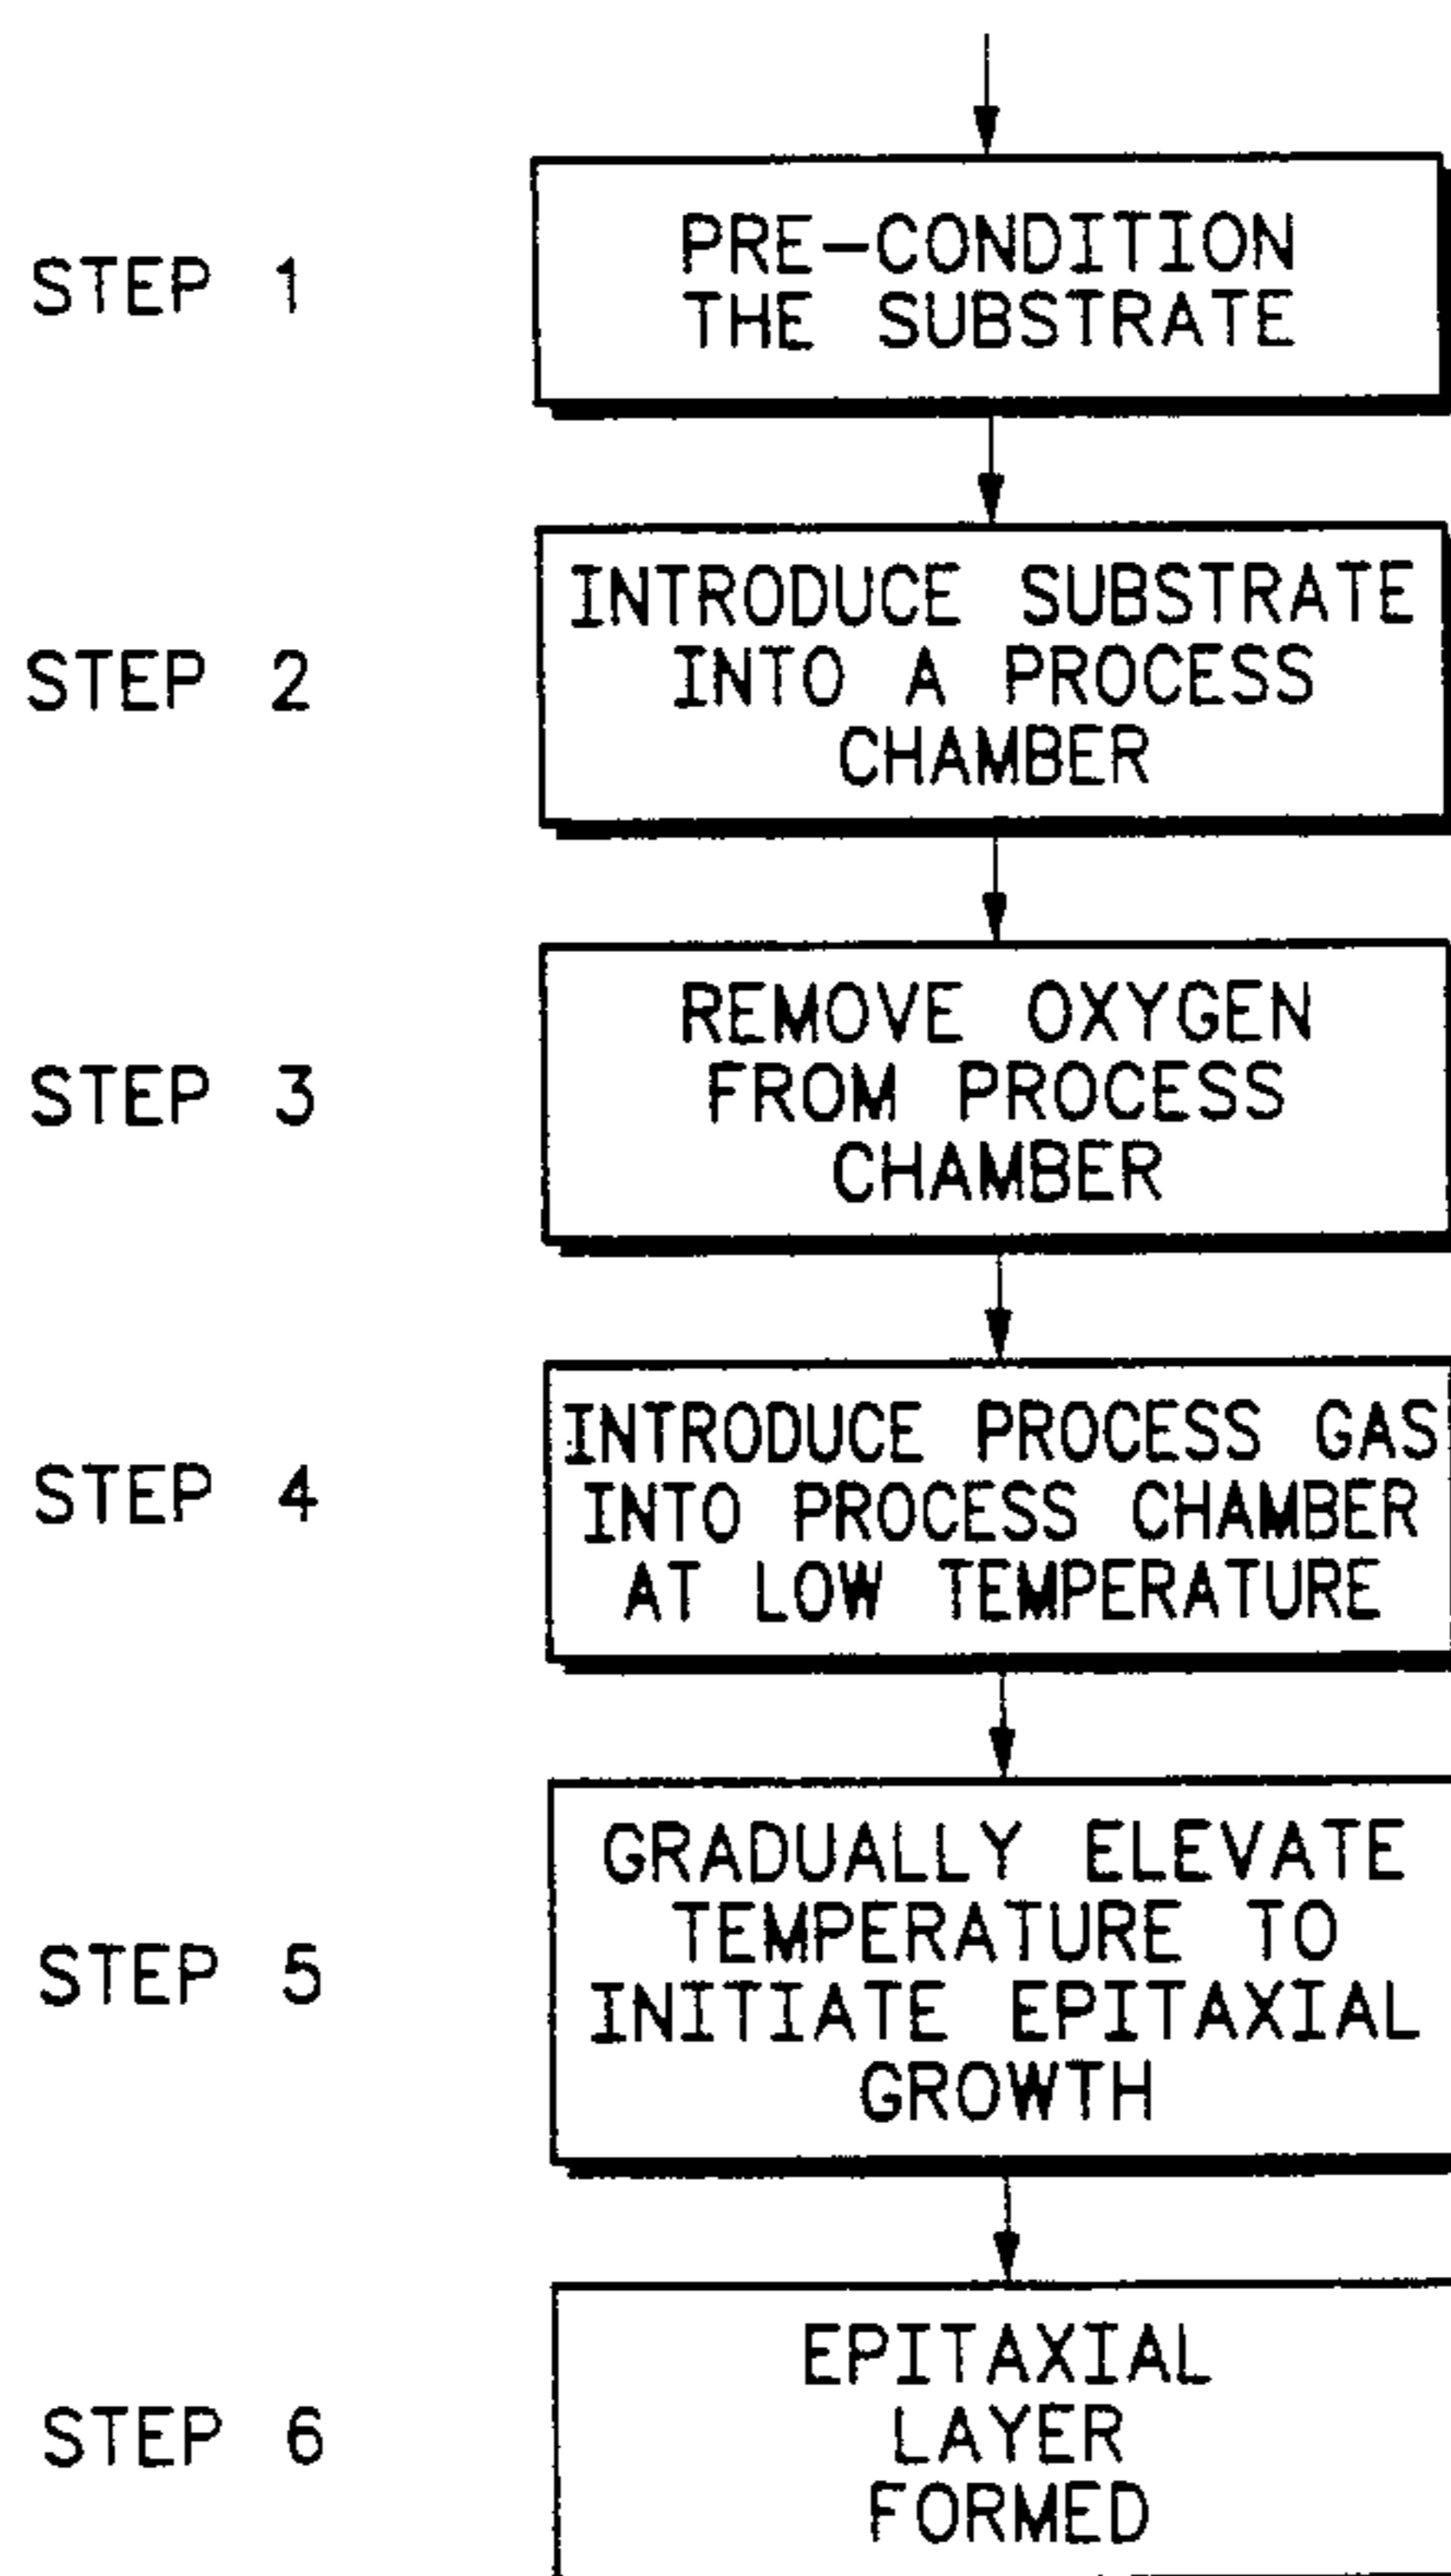 STEP 1
PRE-CONDITION
THE SUBSTRATE
STEP 2
INTRODUCE SUBSTRATE
INTO A PROCESS
CHAMBER
STEP 3
REMOVE OXYGEN
FROM PROCESS
CHAMBER
STEP 4
INTRODUCE PROCESS GAS
INTO PROCESS CHAMBER
AT LOW TEMPERATURE
STEP 5
GRADUALLY ELEVATE
TEMPERATURE TO
INITIATE EPITAXIAL
GROWTH
STEP 6
EPITAXIAL
LAYER
FORMED